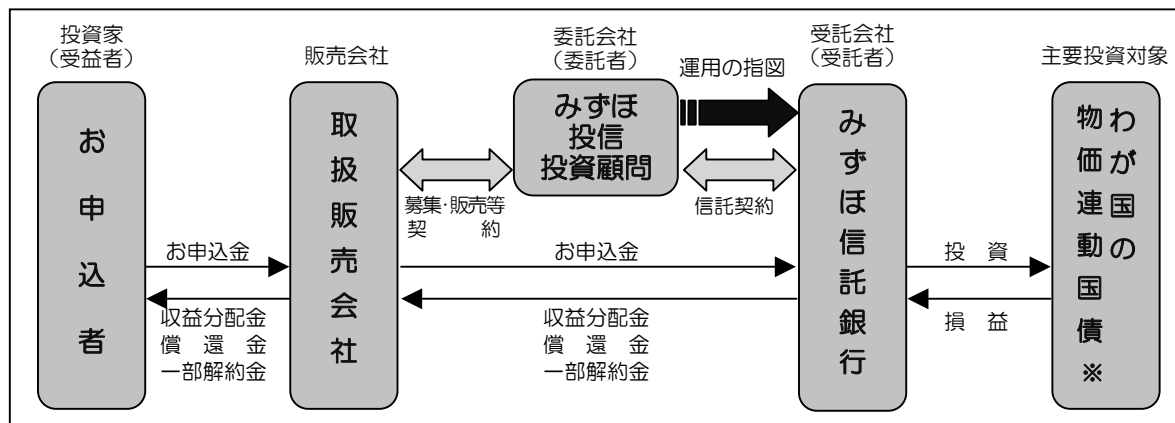 投資家
（受益者）
お申込者
販売会社
取扱販売会社
委託会社
（委託者）
みずほ
投信
投資顧問
運用の指図
受託会社
（受託者）
みずほ信託銀行
主要投資対象
わが国の
物価連動国債※
募集･販売等
契　約
信託契約
お申込金
収益分配金
償　還　金
一部解約金
お申込金
収益分配金
償　還　金
一部解約金
投　資
損　益